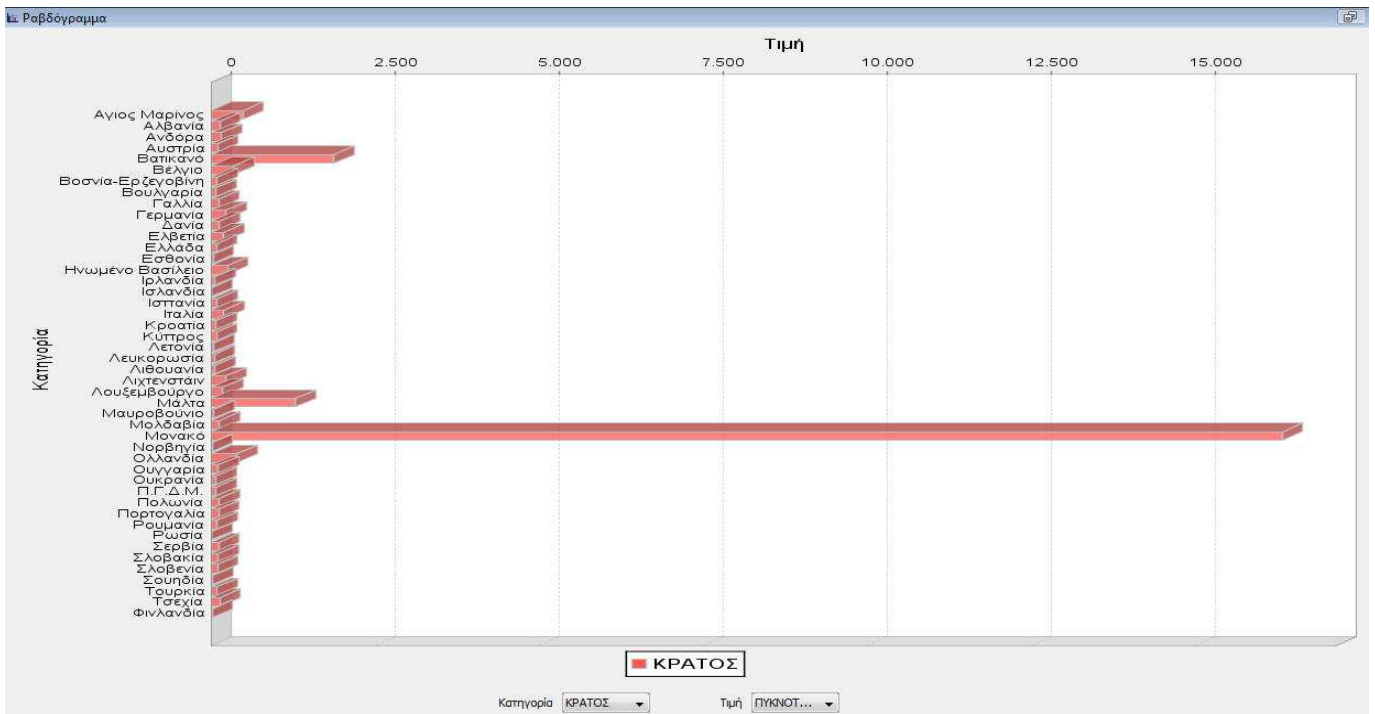 Ραβδόγραμμα
Τιμή
0 2.500 5.000 7.500 10.000 12.500 15.000
Κατηγορία
Αγιος Μαρίνος
Αλβανία
Ανδόρα
Αυστρία
Βατικανό
Βέλγιο
Βοσνία-Ερζεγοβίνη
Βουλγαρία
Γαλλία
Γερμανία
Δανία
Ελβετία
Ελλάδα
Εσθονία
Ηνωμένο Βασίλειο
Ιρλανδία
Ισλανδία
Ισπανία
Ιταλία
Κροατία
Κύπρος
Λετονία
Λευκορωσία
Λιθουανία
Λιχτενστάιν
Λουξεμβούργο
Μάλτα
Μαυροβούνιο
Μολδαβία
Μονακό
Νορβηγία
Ολλανδία
Ουγγαρία
Ουκρανία
Π.Γ.Δ.Μ.
Πολωνία
Πορτογαλία
Ρουμανία
Ρωσία
Σερβία
Σλοβακία
Σλοβενία
Σουηδία
Τουρκία
Τσεχία
Φινλανδία
ΚΡΑΤΟΣ
Κατηγορία ΚΡΑΤΟΣ Τιμή ΠΥΚΝΟΤ...